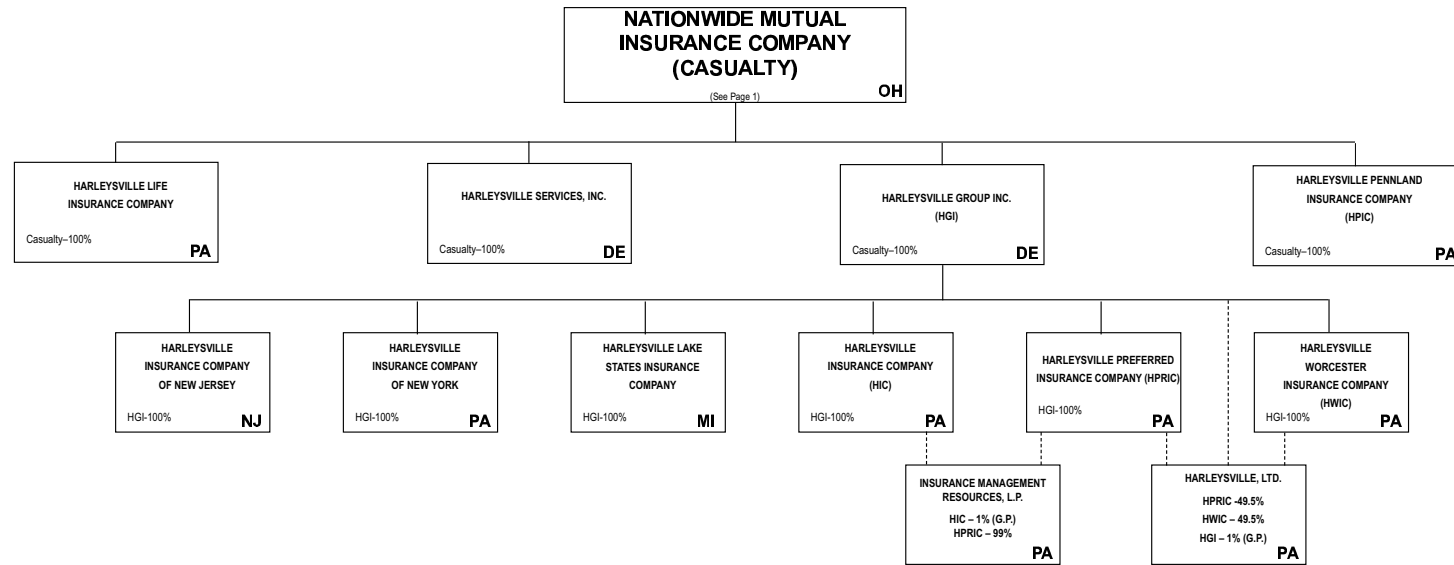 NATIONWIDE MUTUAL
INSURANCE COMPANY
(CASUALTY)
(See Page 1)
OH
HARLEYSVILLE LIFE
INSURANCE COMPANY
Casualty–100%
PA
HARLEYSVILLE SERVICES, INC.
Casualty–100%
DE
HARLEYSVILLE GROUP INC.
(HGI)
Casualty–100%
DE
HARLEYSVILLE PENNLAND
INSURANCE COMPANY
(HPIC)
Casualty–100%
PA
HARLEYSVILLE
INSURANCE COMPANY
OF NEW JERSEY
HGI-100%
NJ
HARLEYSVILLE
INSURANCE COMPANY
OF NEW YORK
HGI-100%
PA
HARLEYSVILLE LAKE
STATES INSURANCE
COMPANY
HGI-100%
MI
HARLEYSVILLE
INSURANCE COMPANY
(HIC)
HGI-100%
PA
HARLEYSVILLE PREFERRED
INSURANCE COMPANY (HPRIC)
HGI-100%
PA
HARLEYSVILLE
WORCESTER
INSURANCE COMPANY
(HWIC)
HGI-100%
PA
INSURANCE MANAGEMENT
RESOURCES, L.P.
HIC – 1% (G.P.)
HPRIC – 99%
PA
HARLEYSVILLE, LTD.
HPRIC -49.5%
HWIC – 49.5%
HGI – 1% (G.P.)
PA